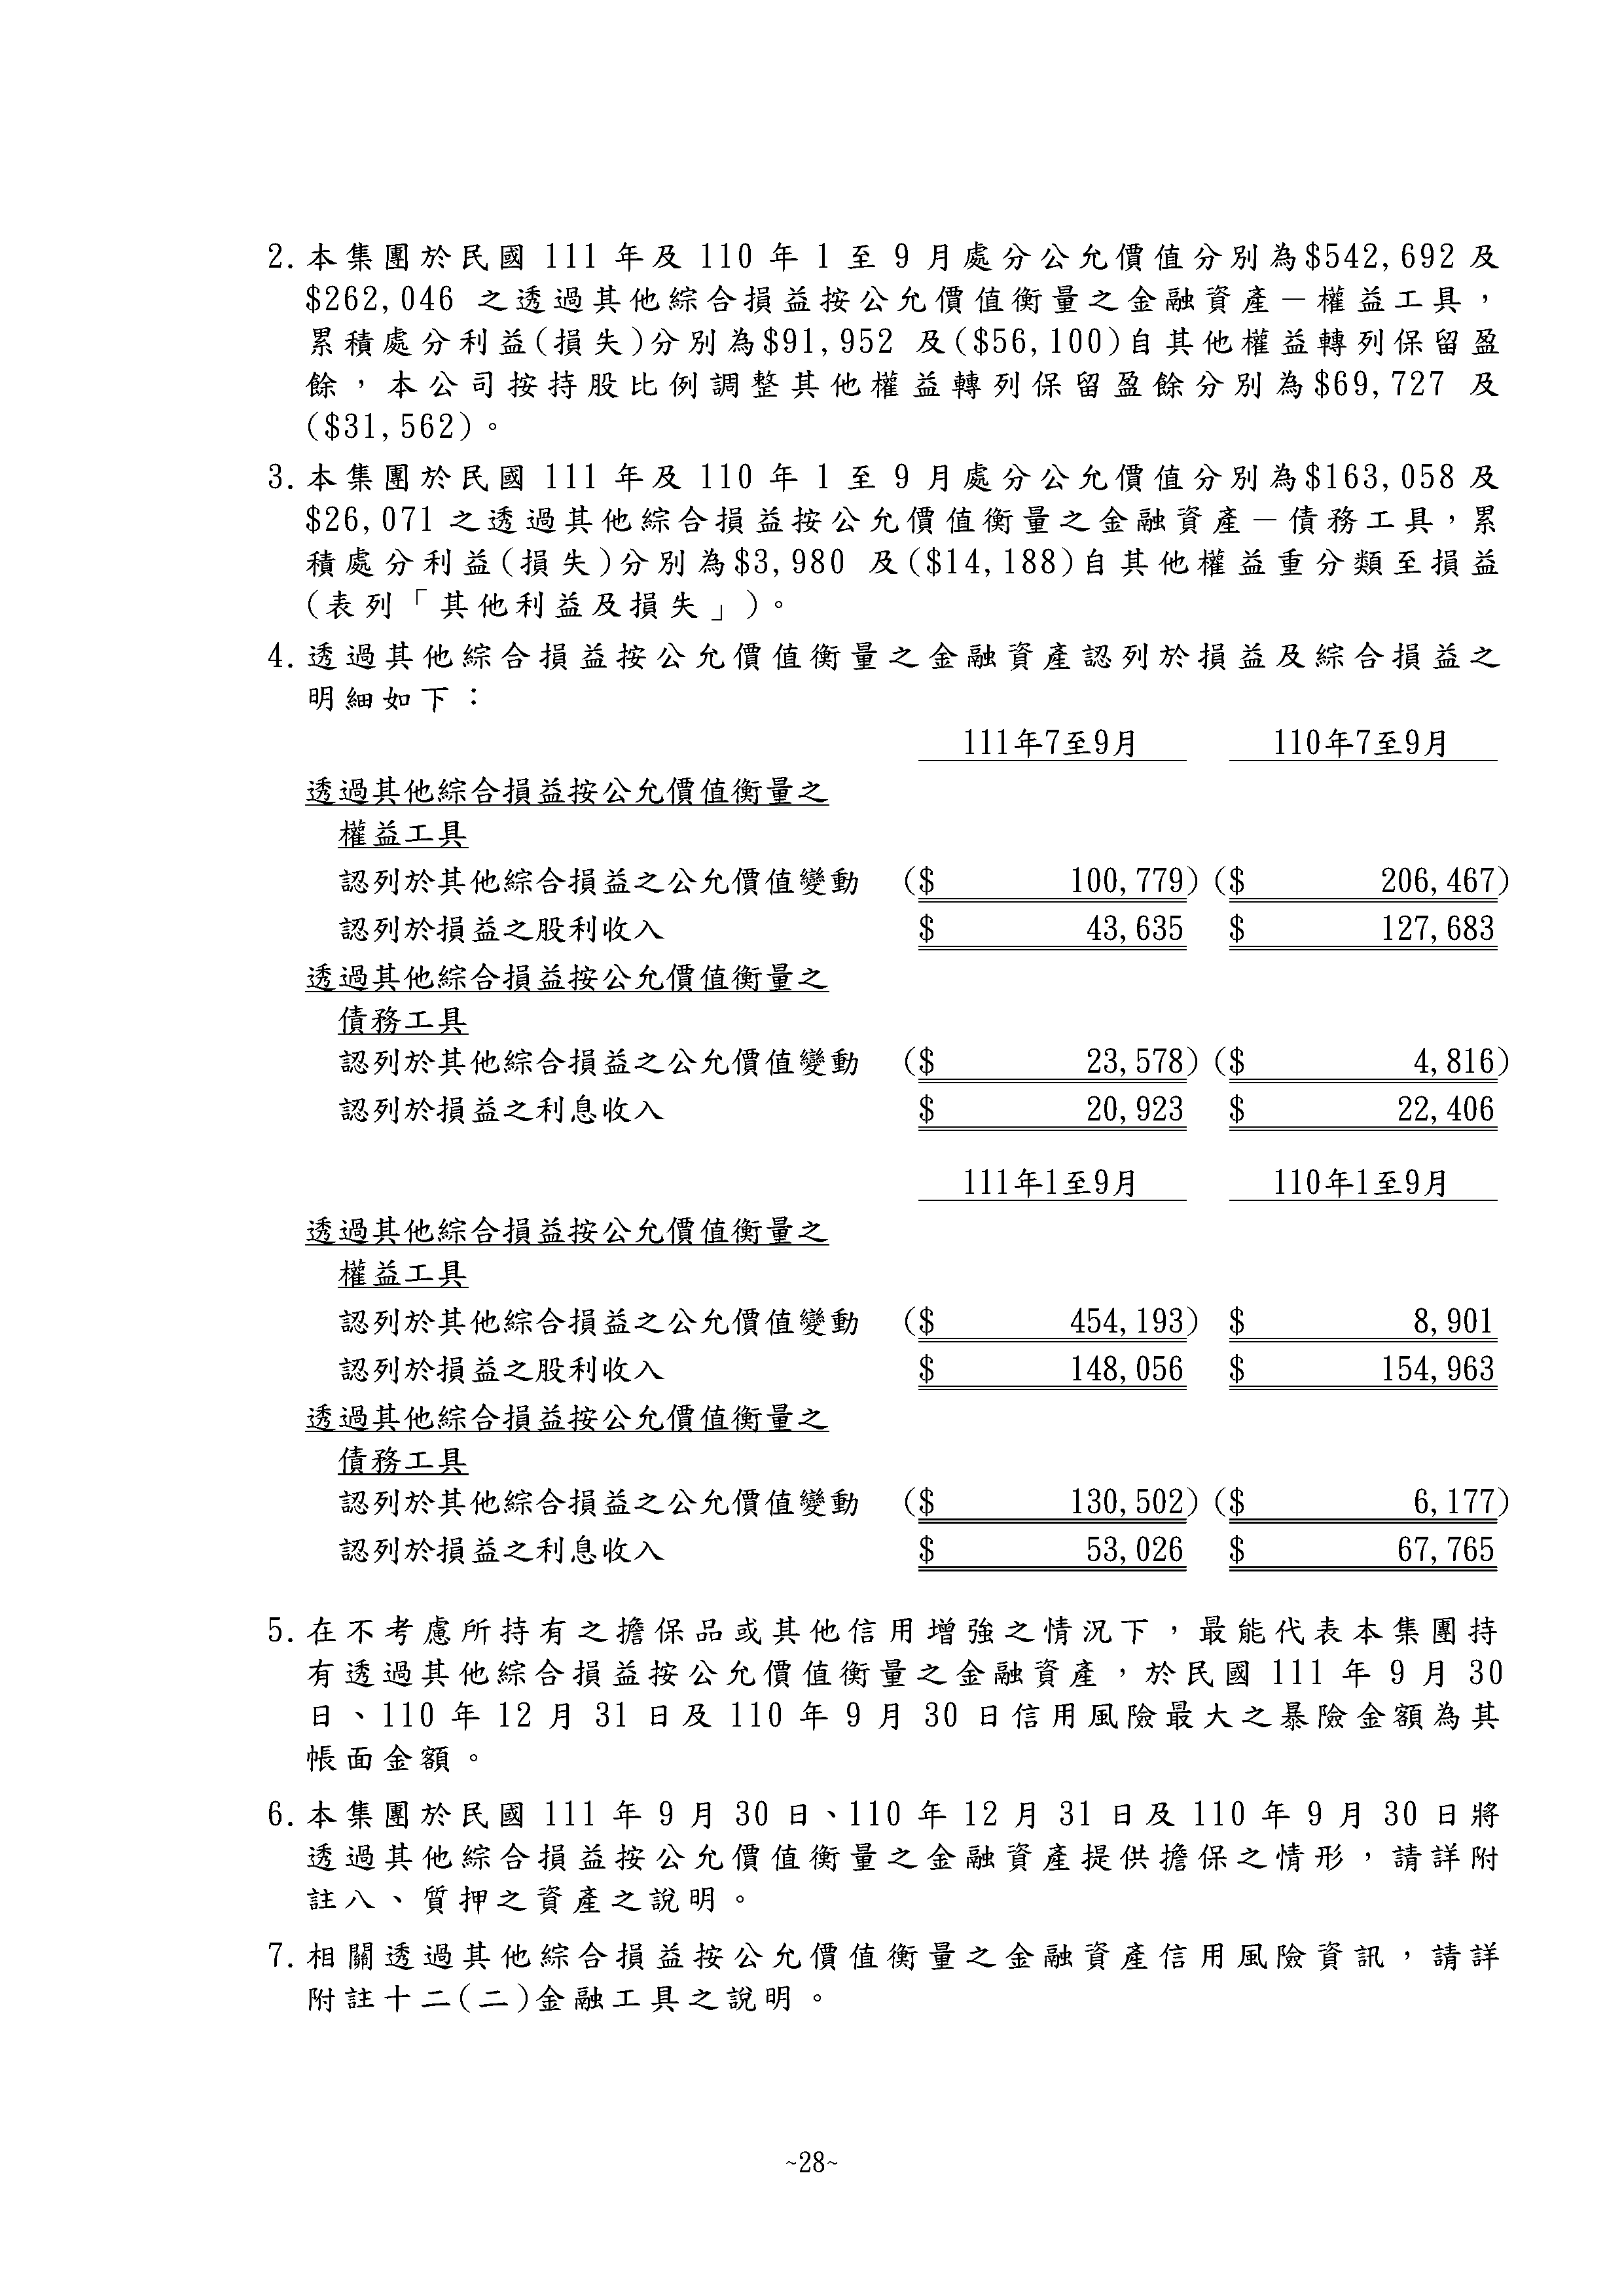 2.本集團於民國 111 年及 110 年 1 至 9 月處分公允價值分別為$542,692 及
$262,046 之透過其他綜合損益按公允價值衡量之金融資產－權益工具，
累積處分利益(損失)分別為$91,952 及($56,100)自其他權益轉列保留盈
餘，本公司按持股比例調整其他權益轉列保留盈餘分別為$69,727 及
($31,562)。
3.本集團於民國 111 年及 110 年 1 至 9 月處分公允價值分別為$163,058 及
$26,071 之透過其他綜合損益按公允價值衡量之金融資產－債務工具，累
積處分利益(損失)分別為$3,980 及($14,188)自其他權益重分類至損益
(表列「其他利益及損失」)。
4.透過其他綜合損益按公允價值衡量之金融資產認列於損益及綜合損益之
明細如下：
111年7至9月 110年7至9月
透過其他綜合損益按公允價值衡量之
權益工具
認列於其他綜合損益之公允價值變動 ($ 100,779) ($ 206,467)
認列於損益之股利收入 $ 43,635 $ 127,683
透過其他綜合損益按公允價值衡量之
債務工具
認列於其他綜合損益之公允價值變動 ($ 23,578) ($ 4,816)
認列於損益之利息收入 $ 20,923 $ 22,406
111年1至9月 110年1至9月
透過其他綜合損益按公允價值衡量之
權益工具
認列於其他綜合損益之公允價值變動 ($ 454,193) $ 8,901
認列於損益之股利收入 $ 148,056 $ 154,963
透過其他綜合損益按公允價值衡量之
債務工具
認列於其他綜合損益之公允價值變動 ($ 130,502) ($ 6,177)
認列於損益之利息收入 $ 53,026 $ 67,765
5.在不考慮所持有之擔保品或其他信用增強之情況下，最能代表本集團持
有透過其他綜合損益按公允價值衡量之金融資產，於民國 111 年 9 月 30
日、110 年 12 月 31 日及 110 年 9 月 30 日信用風險最大之暴險金額為其
帳面金額。
6.本集團於民國 111 年 9 月 30 日、110 年 12 月 31 日及 110 年 9 月 30 日將
透過其他綜合損益按公允價值衡量之金融資產提供擔保之情形，請詳附
註八、質押之資產之說明。
7.相關透過其他綜合損益按公允價值衡量之金融資產信用風險資訊，請詳
附註十二(二)金融工具之說明。
~28~